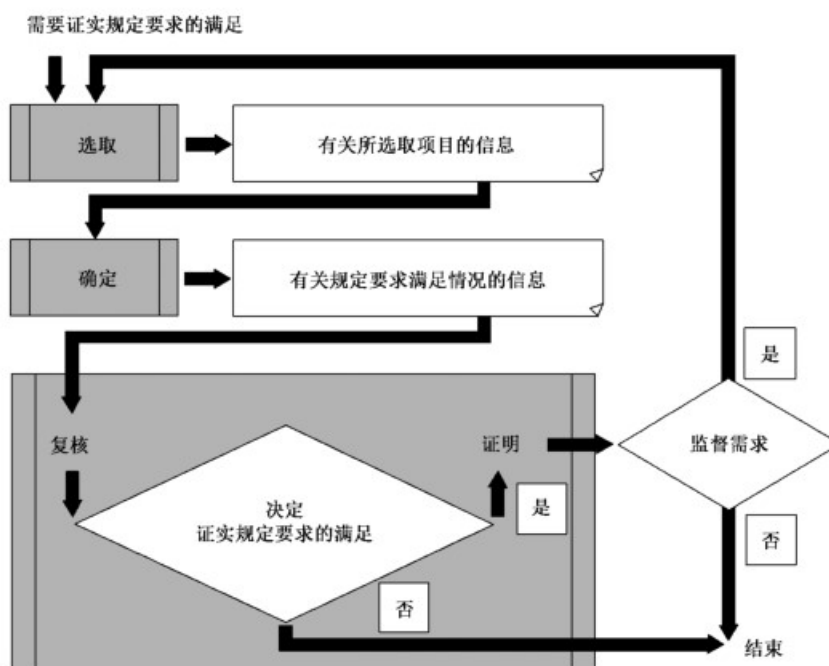 需要证实规定要求的满足
选取
有关所选取项目的信息
确定
有关规定要求满足情况的信息
是
复核
证明
监督需求
决定
证实规定要求的满足
是
否
否
结束